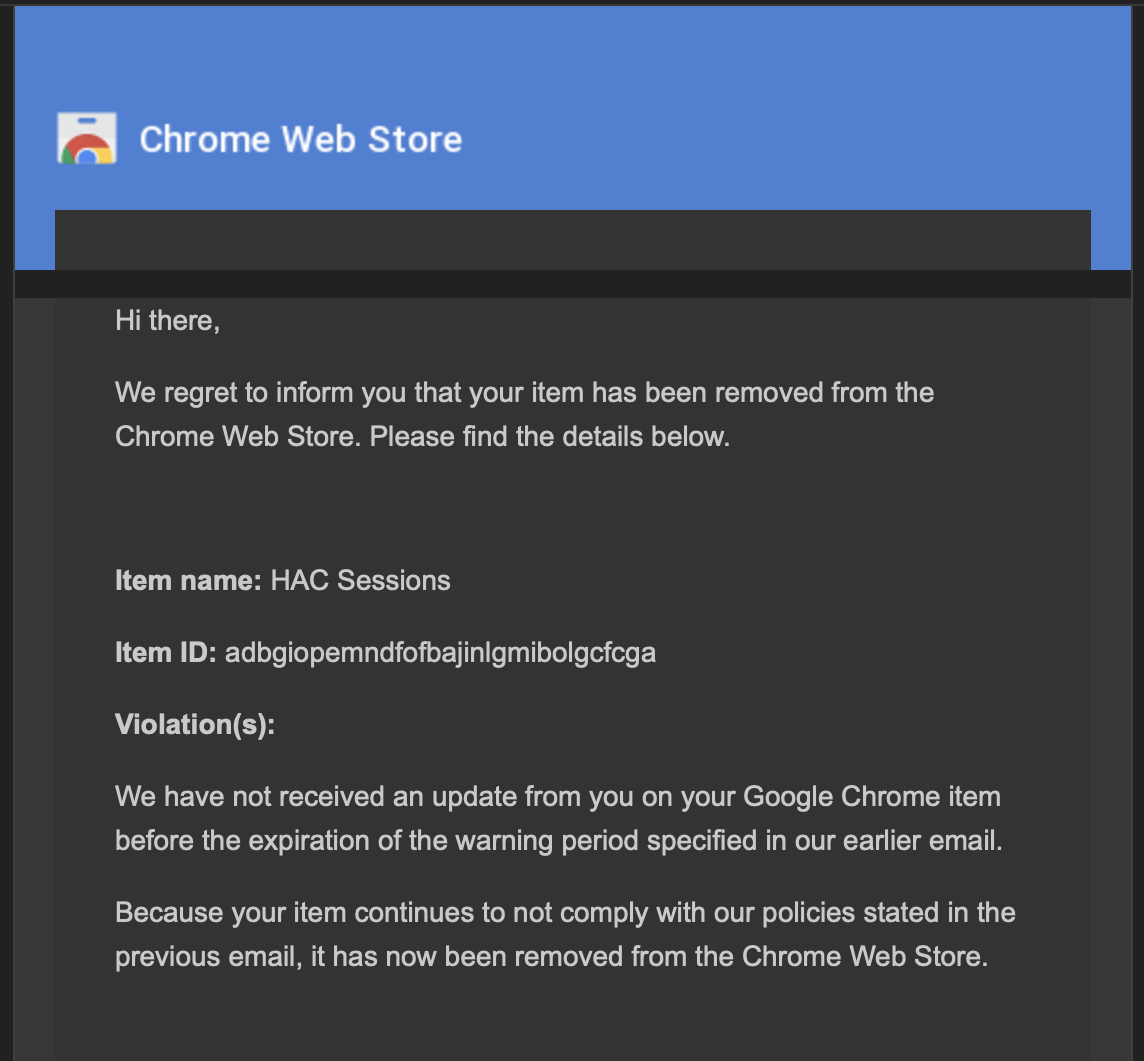 Chrome Web Store
Hi there,
We regret to inform you that your item has been removed from the
Chrome Web Store. Please find the details below.
Item name: HAC Sessions
Item ID: adbgiopemndfofbajinlgmibolgcfcga
Violation(s):
We have not received an update from you on your Google Chrome item
before the expiration of the warning period specified in our earlier email.
Because your item continues to not comply with our policies stated in the
previous email, it has now been removed from the Chrome Web Store.